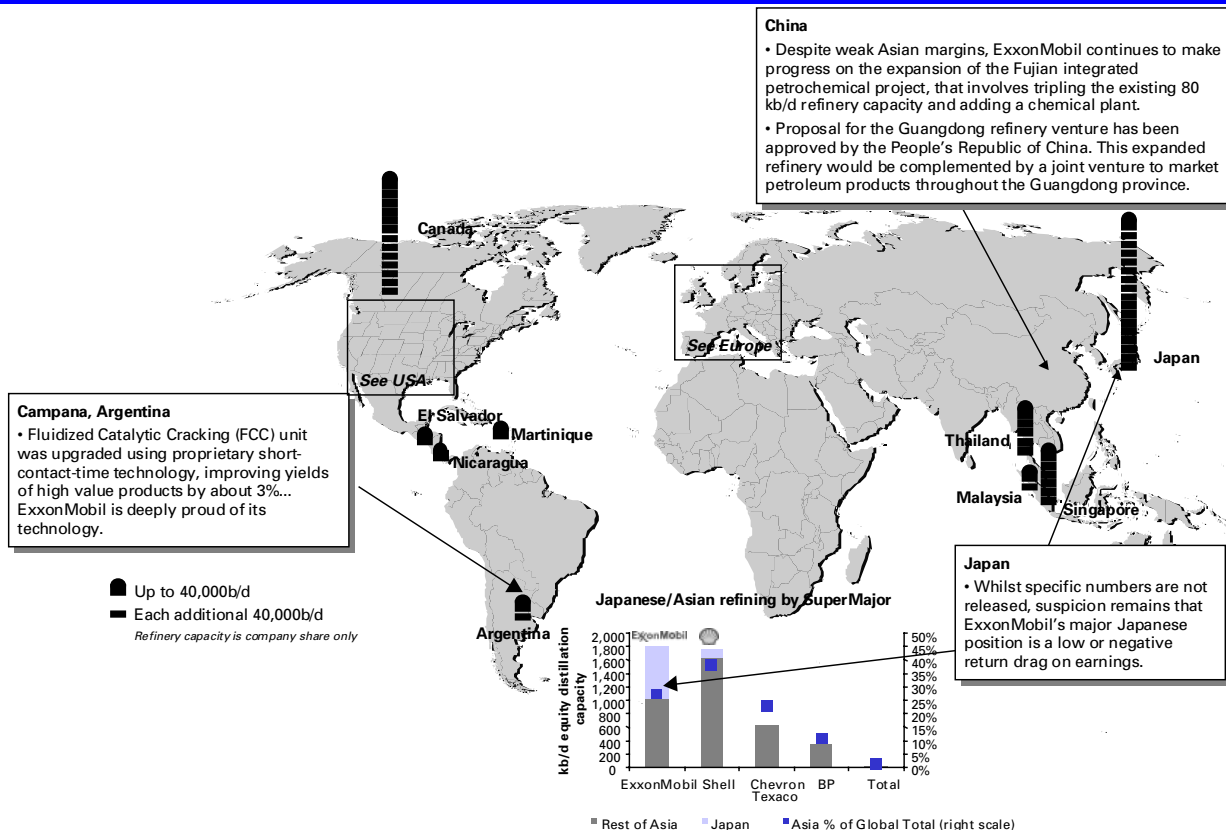 China
• Despite weak Asian margins, ExxonMobil continues to make
progress on the expansion of the Fujian integrated
petrochemical project, that involves tripling the existing 80
kb/d refinery capacity and adding a chemical plant.
• Proposal for the Guangdong refinery venture has been
approved by the People's Republic of China. This expanded
refinery would be complemented by a joint venture to market
petroleum products throughout the Guangdong province.
Canada
See Europe
Japan
See USA
Campana, Argentina
• Fluidized Catalytic Cracking (FCC) unit
was upgraded using proprietary short-
contact-time technology, improving yields
of high value products by about 3%...
ExxonMobil is deeply proud of its
technology.
El Salvador
Martinique
Nicaragua
Thailand
Malaysia
Singapore
Japan
• Whilst specific numbers are not
released, suspicion remains that
ExxonMobil's major Japanese
position is a low or negative
return drag on earnings.
Up to 40,000b/d
Each additional 40,000b/d
Refinery capacity is company share only
Argentina
Japanese/Asian refining by SuperMajor
ExxonMobil
kb/d equity distillation
capacity
2,000
1,800
1,600
1,400
1,200
1,000
800
600
400
200
0
50%
45%
40%
35%
30%
25%
20%
15%
10%
5%
0%
ExxonMobil Shell Chevron BP Total
Texaco
Rest of Asia Japan Asia % of Global Total (right scale)